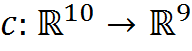 c: ℝ¹⁰ → ℝ⁹